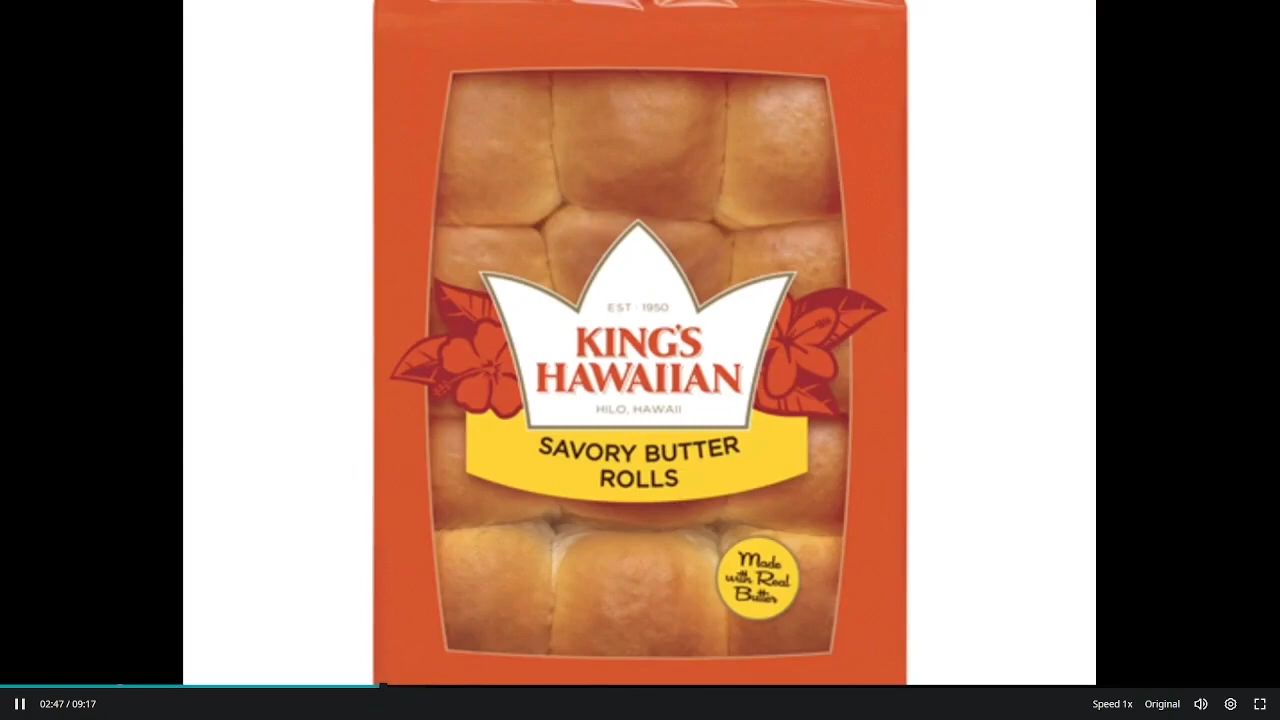 EST · 1950
KING'S
HAWAIIAN
HILO, HAWAII
SAVORY BUTTER
ROLLS
Made
with Real
Butter
02:47 / 09:17
Speed 1x
Original